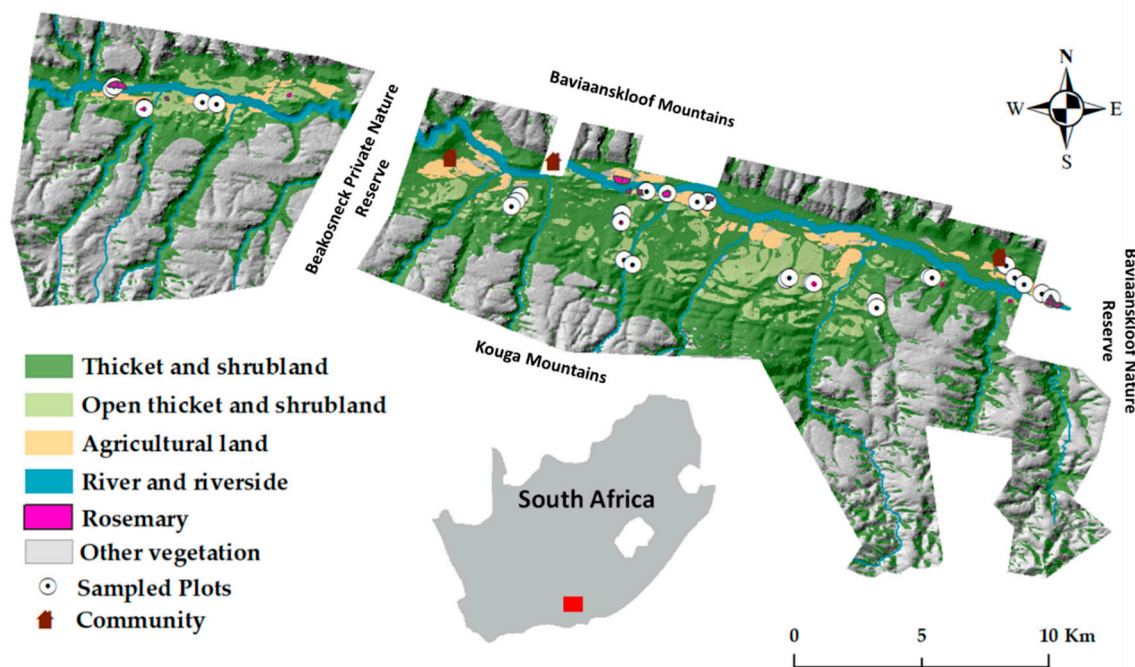 Baviaanskloof Mountains
N
W
E
S
Beakosneck Private Nature
Reserve
Baviaanskloof Nature
Reserve
Kouga Mountains
Thicket and shrubland
Open thicket and shrubland
Agricultural land
River and riverside
Rosemary
Other vegetation
Sampled Plots
Community
South Africa
0
5
10 Km